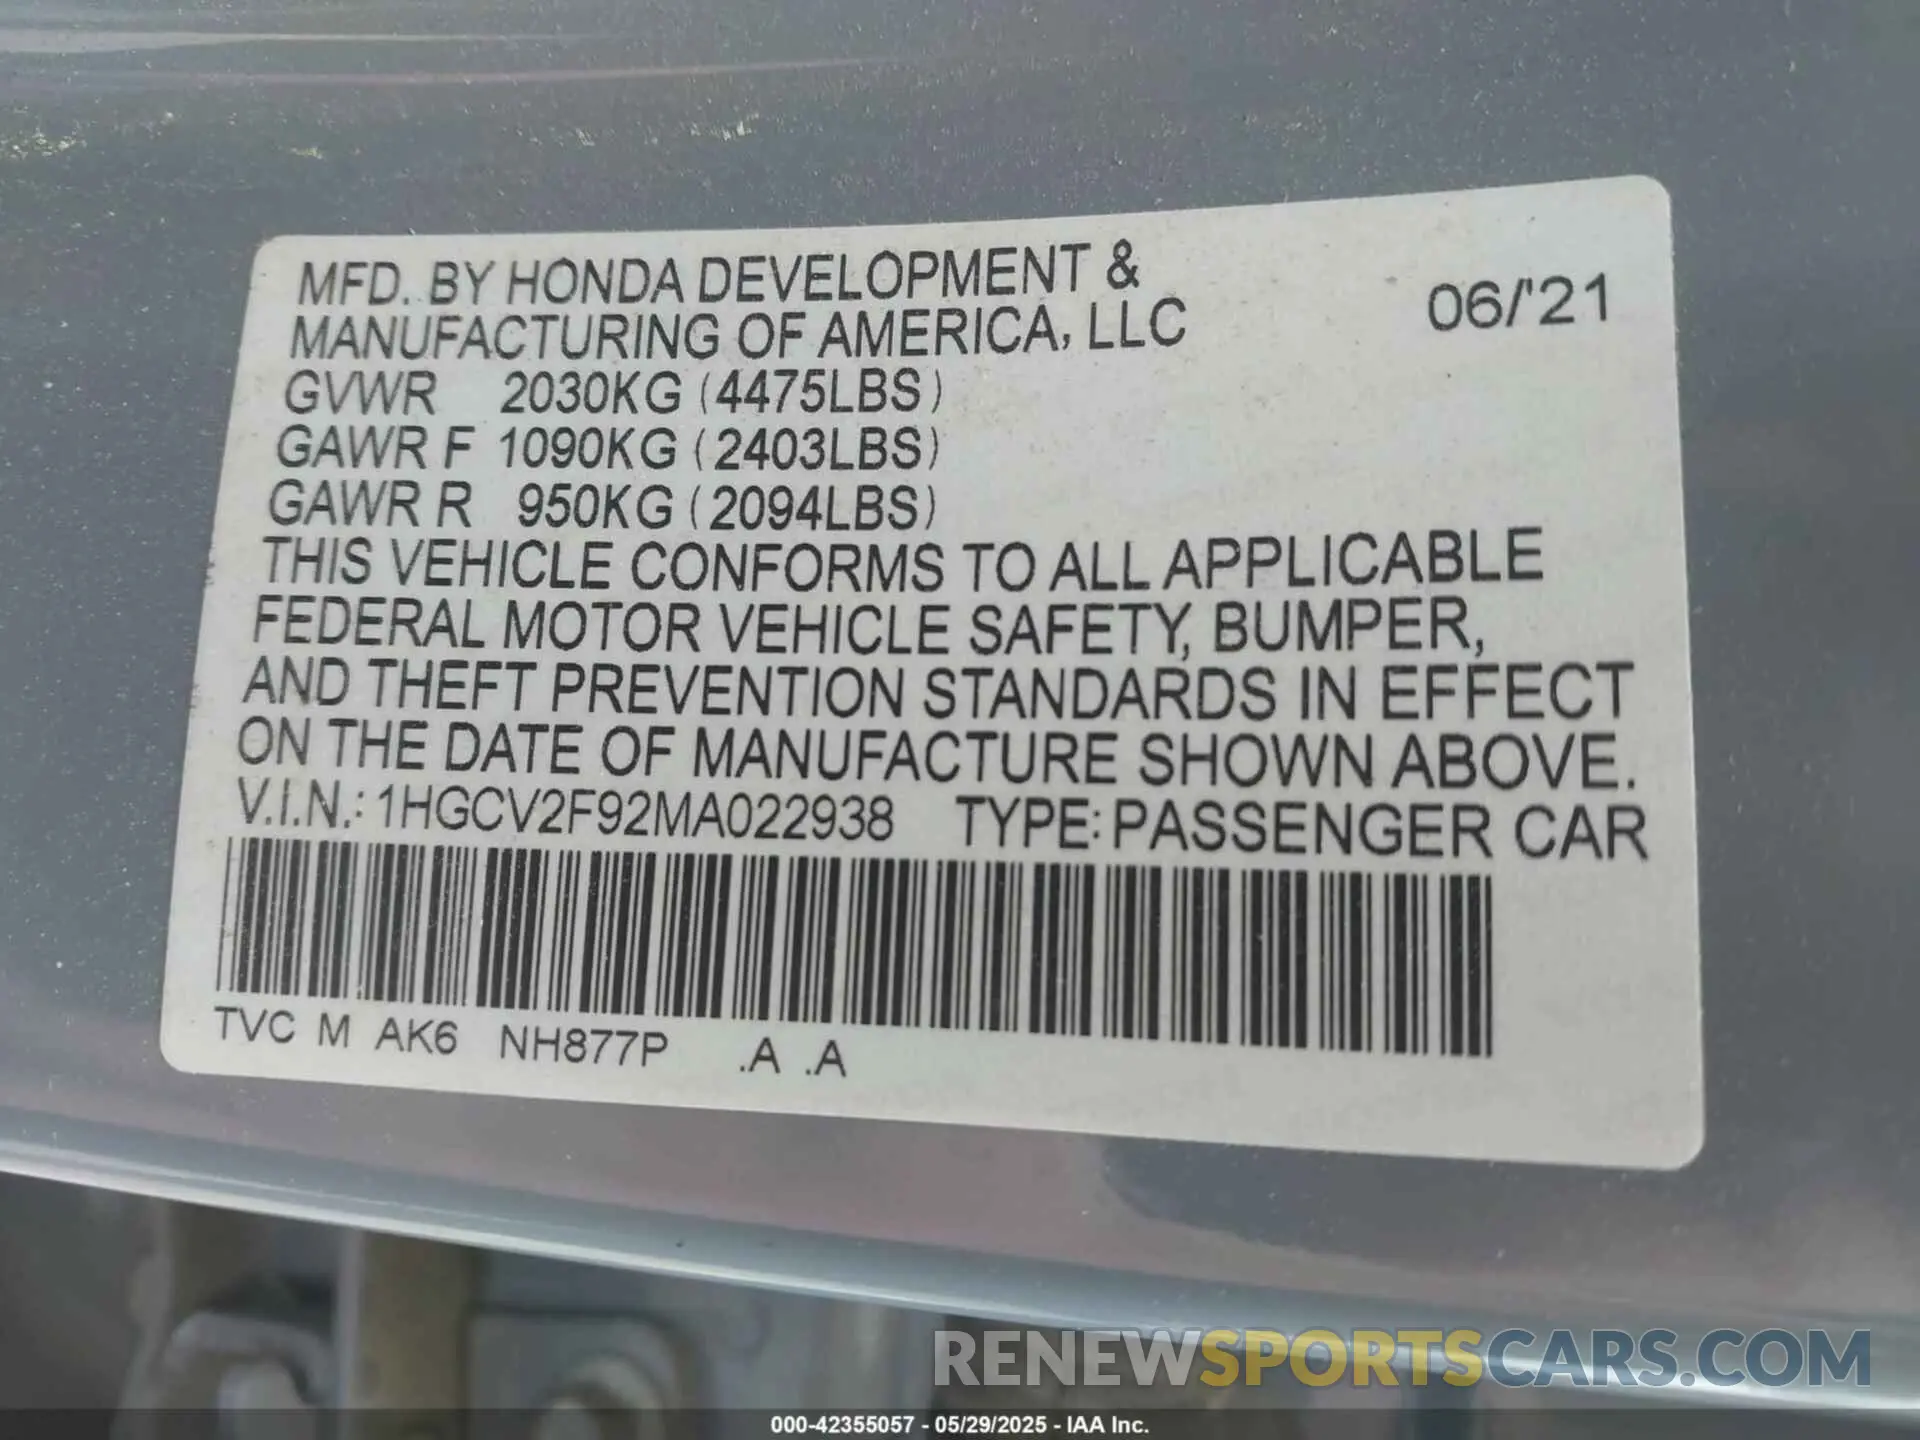 MFD. BY HONDA DEVELOPMENT &
MANUFACTURING OF AMERICA, LLC
06/'21
GVWR 2030KG (4475LBS)
GAWR F 1090KG (2403LBS)
GAWR R 950KG (2094LBS)
THIS VEHICLE CONFORMS TO ALL APPLICABLE
FEDERAL MOTOR VEHICLE SAFETY, BUMPER,
AND THEFT PREVENTION STANDARDS IN EFFECT
ON THE DATE OF MANUFACTURE SHOWN ABOVE.
V.I.N.: 1HGCV2F92MA022938 TYPE: PASSENGER CAR
TVC M AK6 NH877P .A .A
RENEWSPORTSCARS.COM
000-42355057 - 05/29/2025 - IAA Inc.